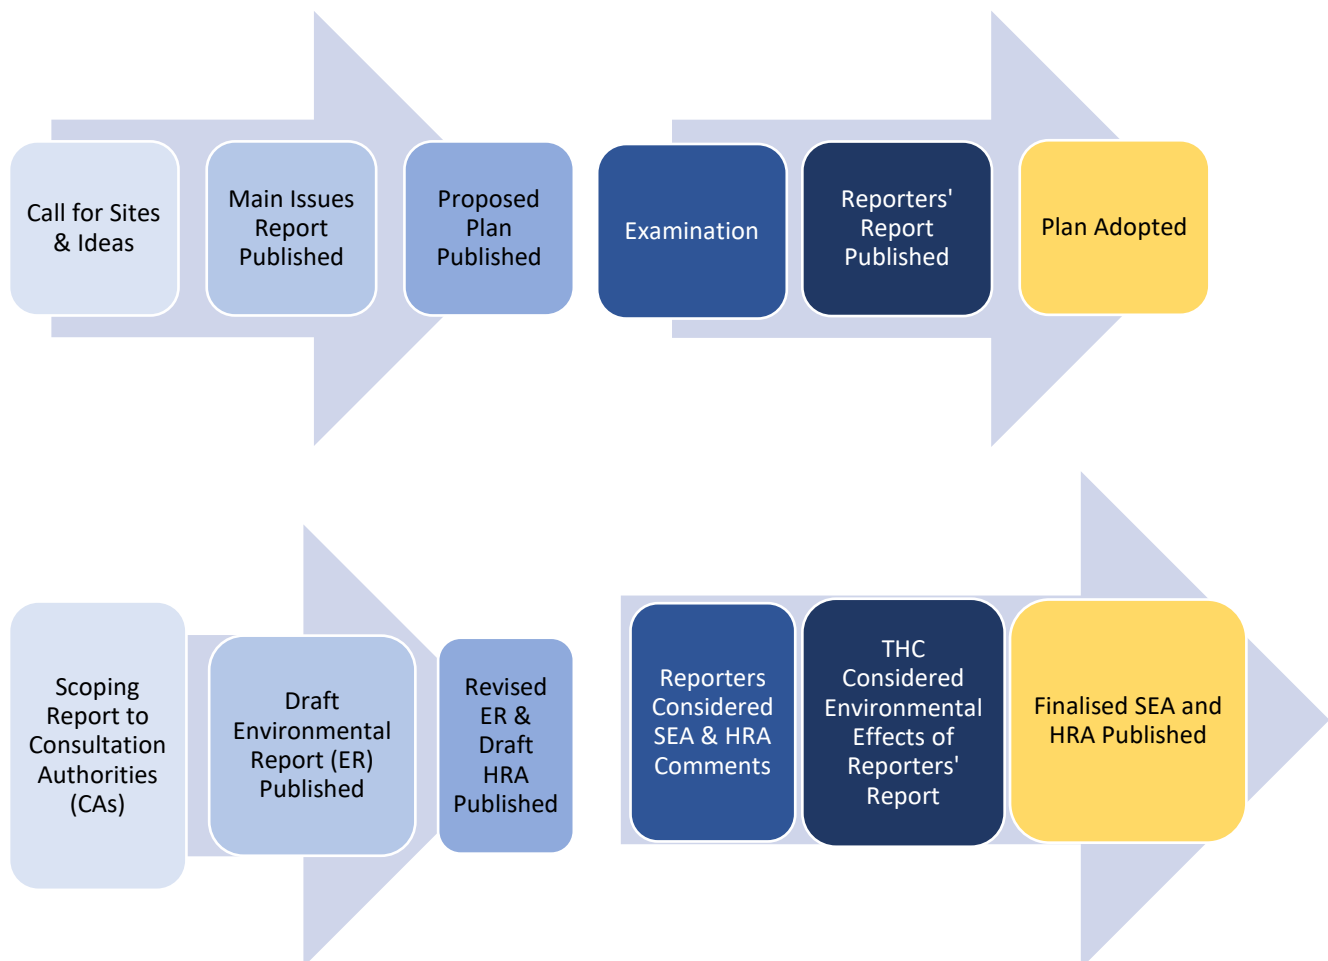 Call for Sites
& Ideas
Main Issues
Report
Published
Proposed
Plan
Published
Examination
Reporters'
Report
Published
Plan Adopted
Scoping
Report to
Consultation
Authorities
(CAs)
Draft
Environmental
Report (ER)
Published
Revised
ER &
Draft
HRA
Published
Reporters
Considered
SEA & HRA
Comments
THC
Considered
Environmental
Effects of
Reporters'
Report
Finalised SEA and
HRA Published